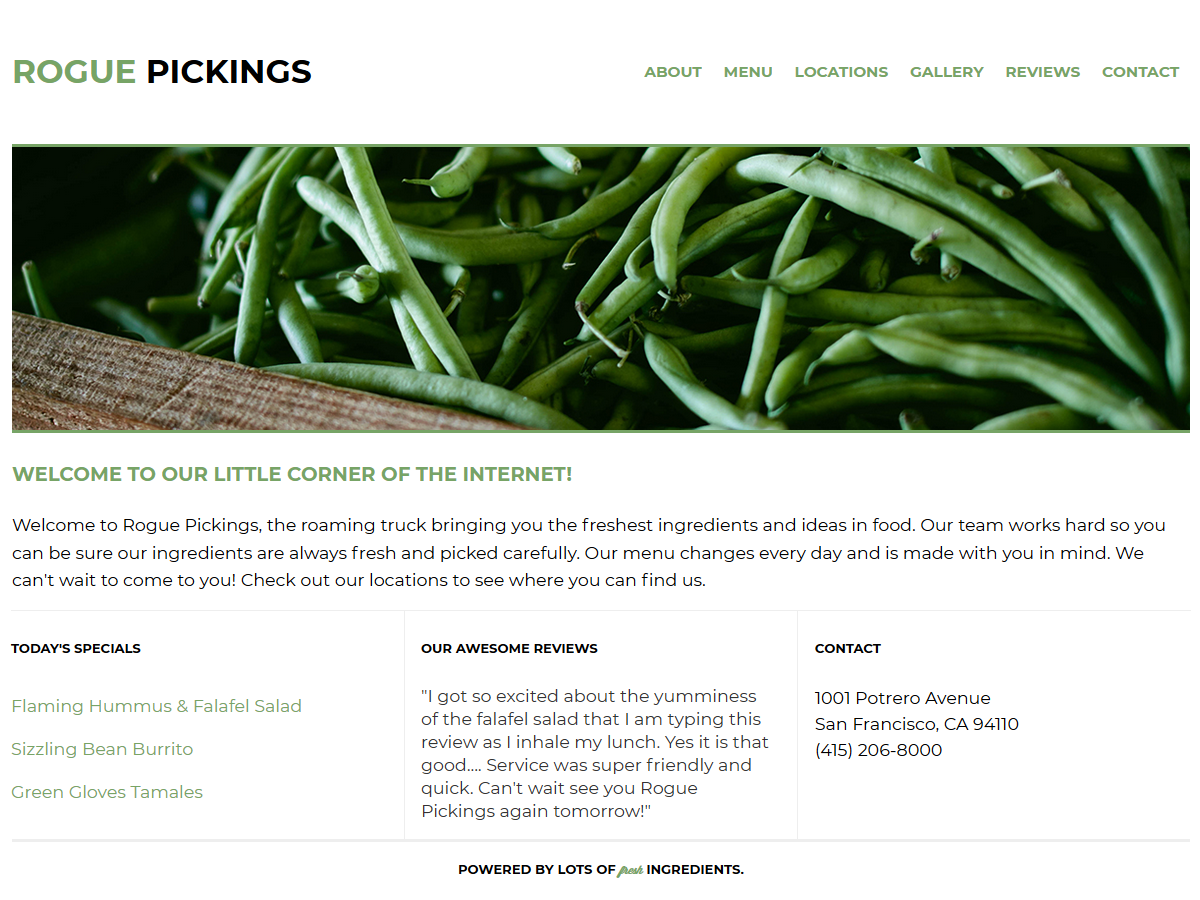 ROGUE PICKINGS
ABOUT MENU LOCATIONS GALLERY REVIEWS CONTACT
WELCOME TO OUR LITTLE CORNER OF THE INTERNET!
Welcome to Rogue Pickings, the roaming truck bringing you the freshest ingredients and ideas in food. Our team works hard so you
can be sure our ingredients are always fresh and picked carefully. Our menu changes every day and is made with you in mind. We
can't wait to come to you! Check out our locations to see where you can find us.
TODAY'S SPECIALS
Flaming Hummus & Falafel Salad
Sizzling Bean Burrito
Green Gloves Tamales
OUR AWESOME REVIEWS
"I got so excited about the yumminess
of the falafel salad that I am typing this
review as I inhale my lunch. Yes it is that
good.... Service was super friendly and
quick. Can't wait see you Rogue
Pickings again tomorrow!"
CONTACT
1001 Potrero Avenue
San Francisco, CA 94110
(415) 206-8000
POWERED BY LOTS OF fresh INGREDIENTS.